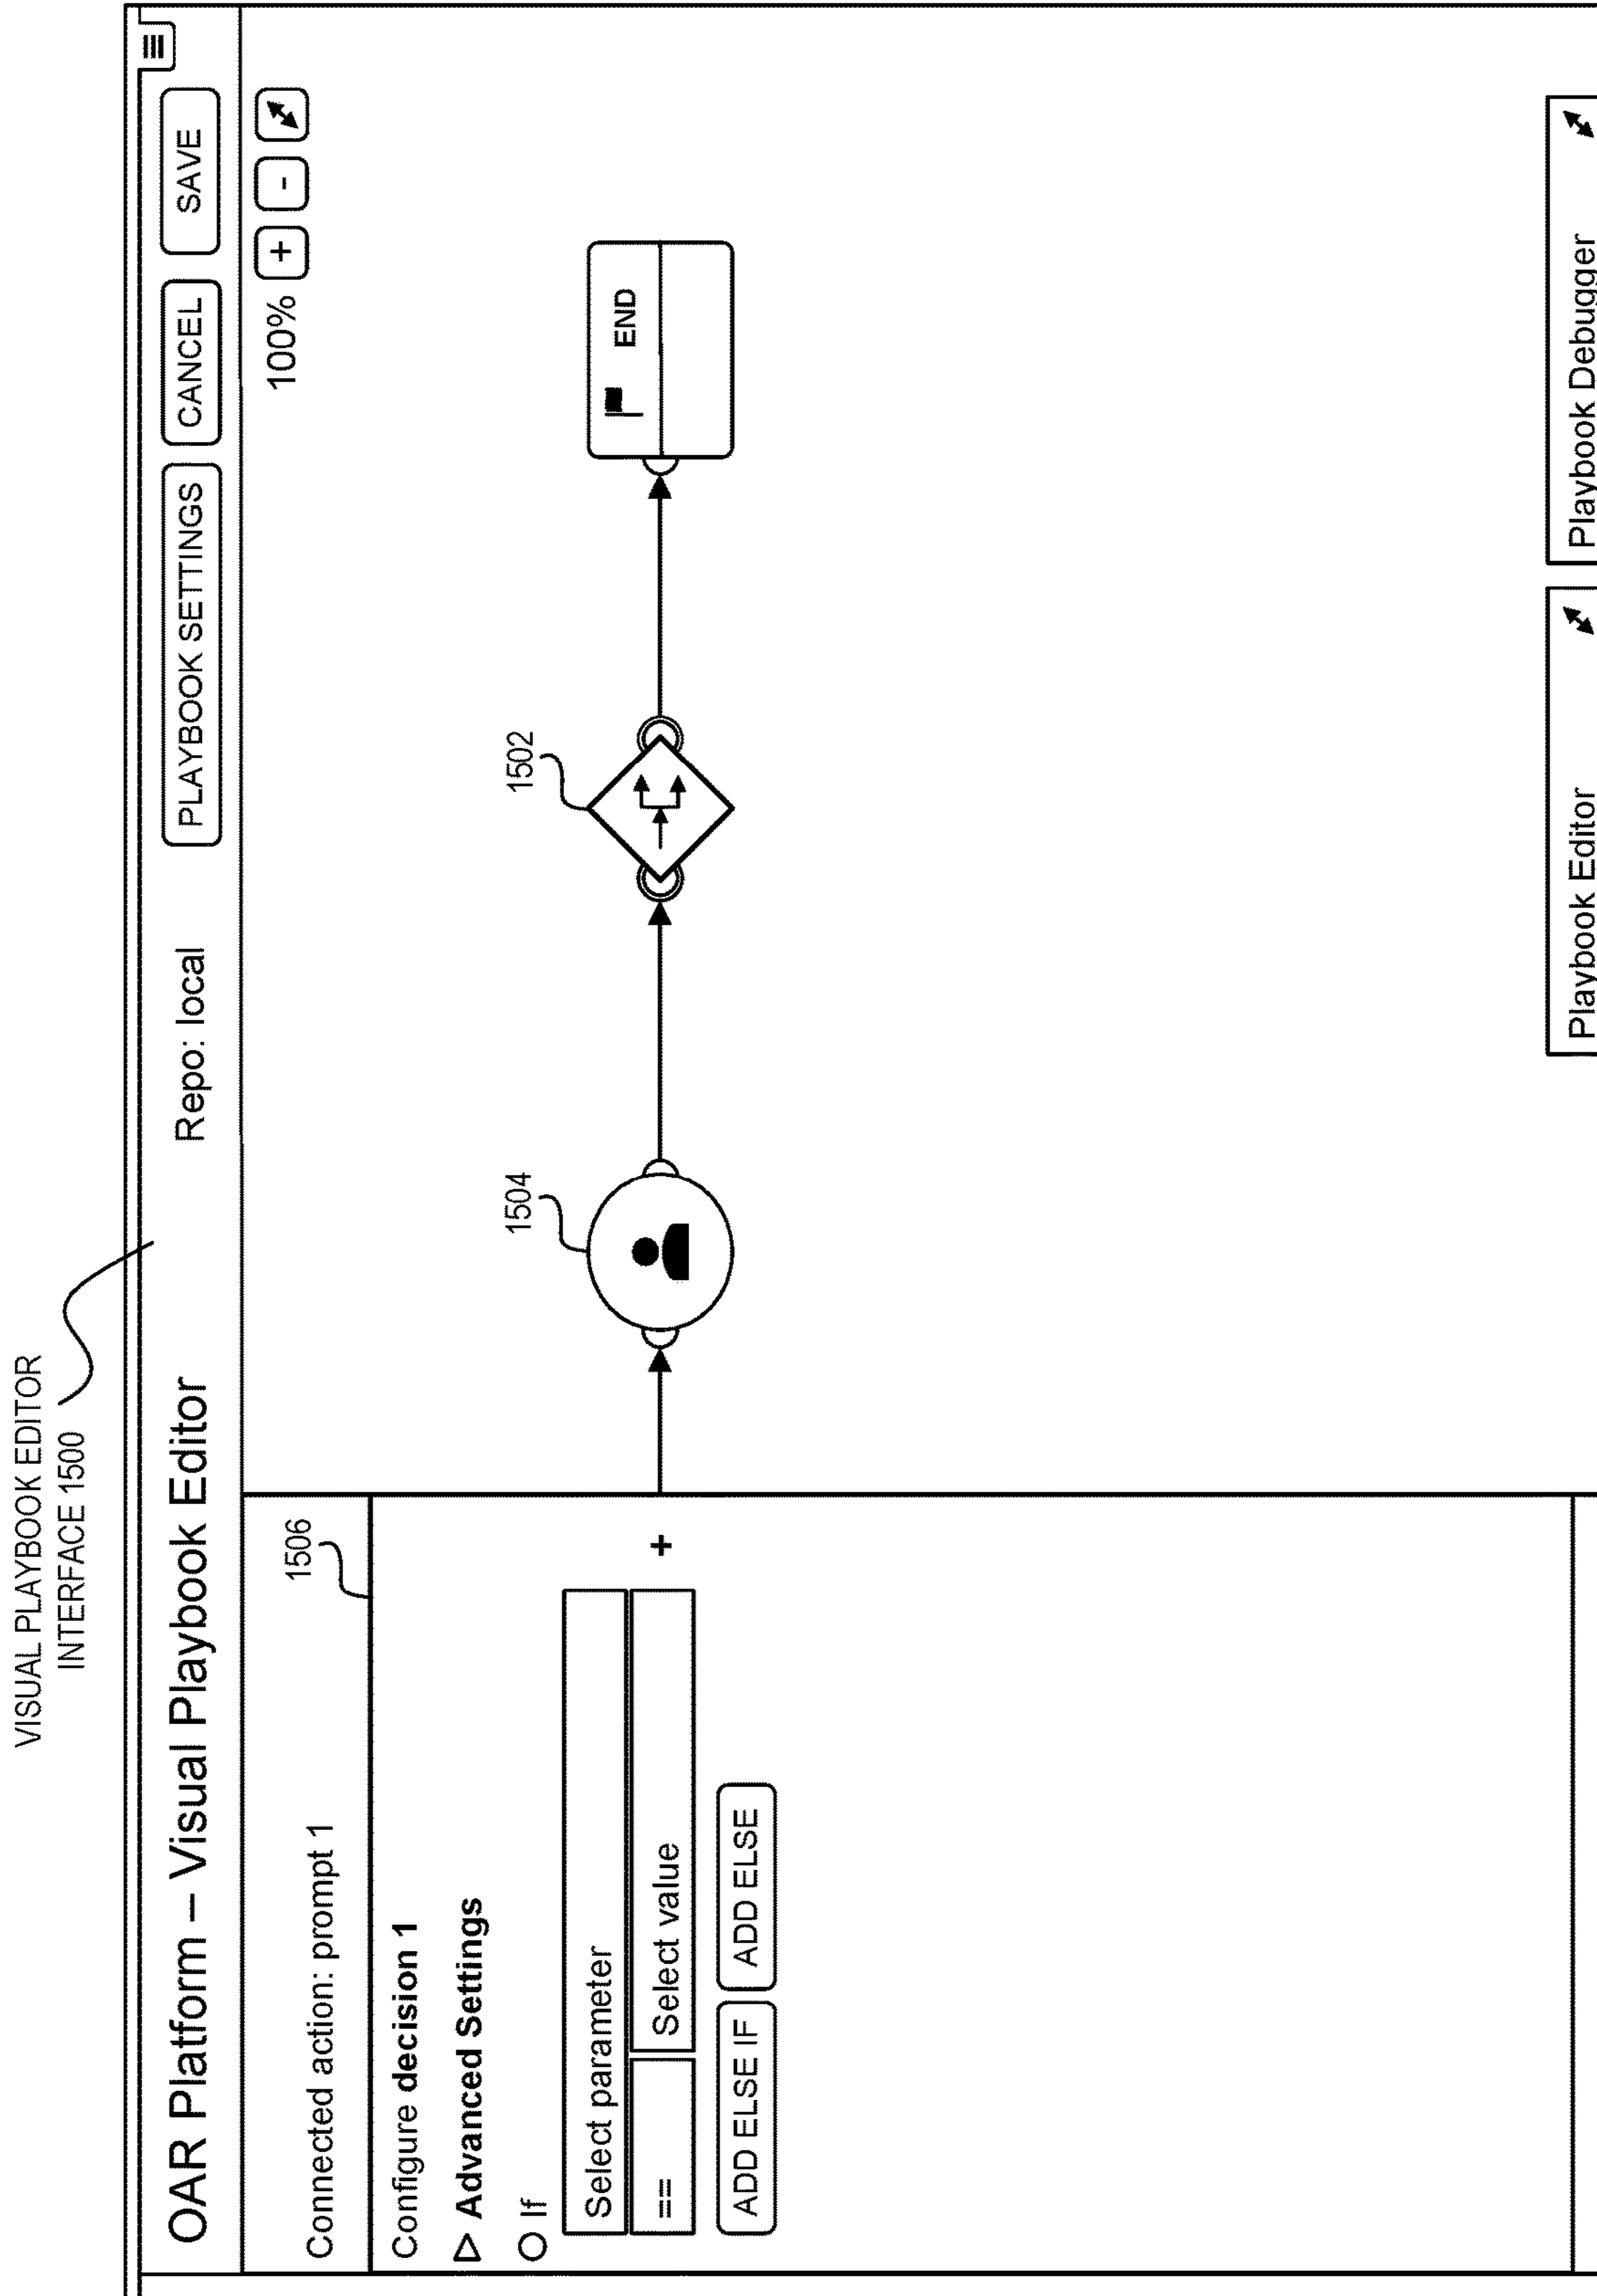 VISUAL PLAYBOOK EDITOR
INTERFACE 1500
OAR Platform – Visual Playbook Editor
Repo: local
PLAYBOOK SETTINGS
CANCEL
SAVE
100% + -
Connected action: prompt 1
1506
Configure decision 1
Advanced Settings
If
Select parameter
== Select value +
ADD ELSE IF
ADD ELSE
1504
1502
END
Playbook Editor
Playbook Debugger